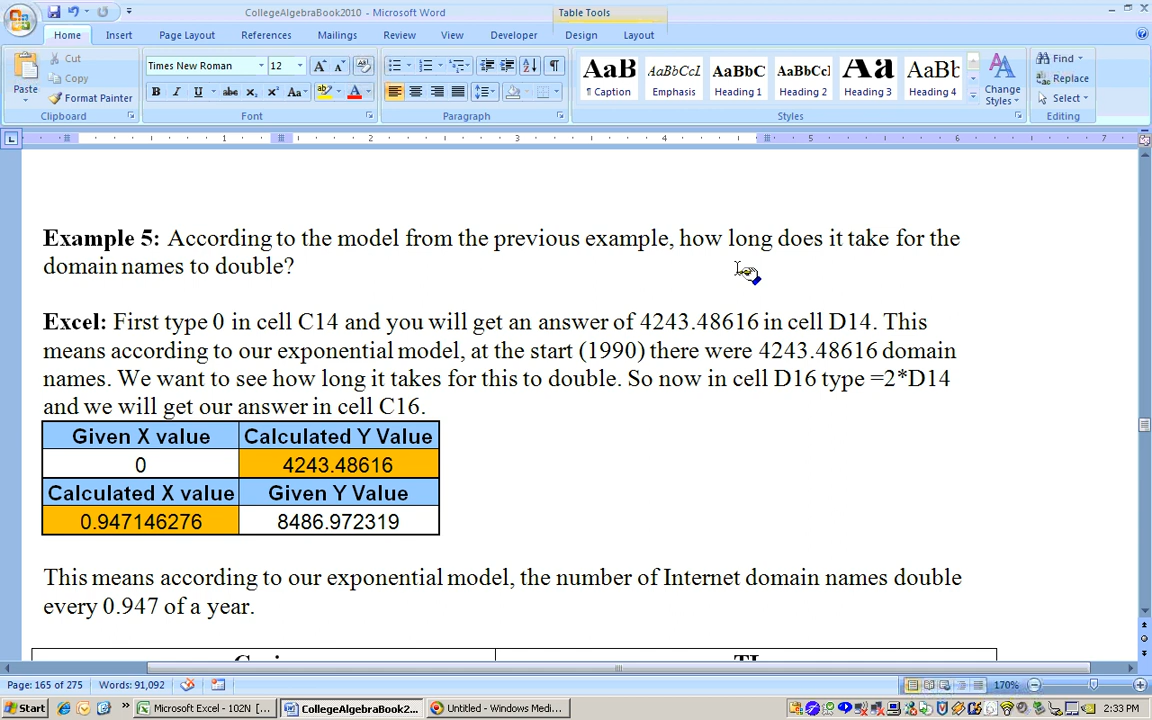 CollegeAlgebraBook2010 - Microsoft Word
Table Tools
Home Insert Page Layout References Mailings Review View Developer Design Layout
Cut
Copy
Format Painter
Paste
Clipboard
Times New Roman 12
Font
Paragraph
AaB AaBbCcL AaBbC AaBbCcI AaBb
¶ Caption Emphasis Heading 1 Heading 2 Heading 3 Heading 4
Change Styles
Styles
Find
Replace
Select
Editing
1 2 3 4 5 6 7
Example 5: According to the model from the previous example, how long does it take for the
domain names to double?
Excel: First type 0 in cell C14 and you will get an answer of 4243.48616 in cell D14. This
means according to our exponential model, at the start (1990) there were 4243.48616 domain
names. We want to see how long it takes for this to double. So now in cell D16 type =2*D14
and we will get our answer in cell C16.
Given X value Calculated Y Value
0 4243.48616
Calculated X value Given Y Value
0.947146276 8486.972319
This means according to our exponential model, the number of Internet domain names double
every 0.947 of a year.
Page: 165 of 275 Words: 91,092 170%
Start Microsoft Excel - 102N [... CollegeAlgebraBook2... Untitled - Windows Medi... 2:33 PM